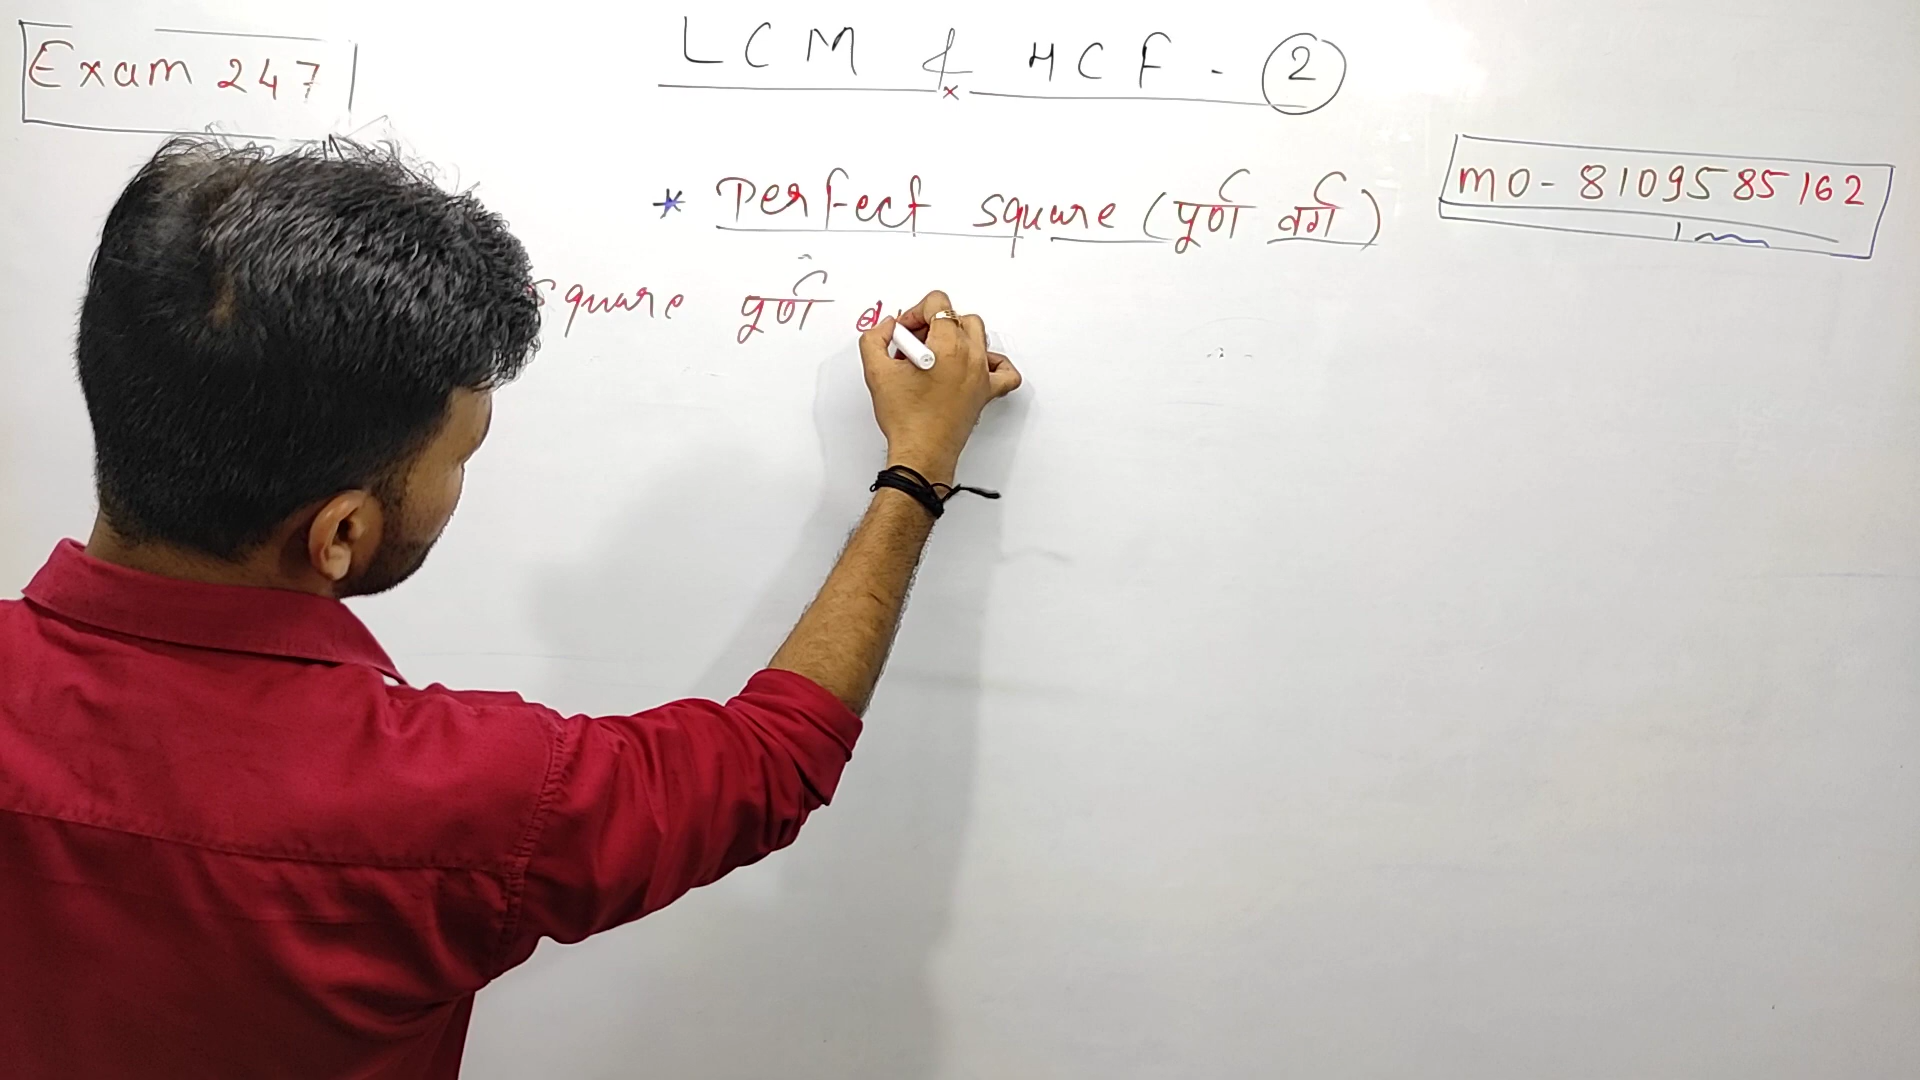 Exam 247
LCM & HCF - 2
* Perfect square (पूर्ण वर्ग)
mo - 8109585162
square पूर्ण